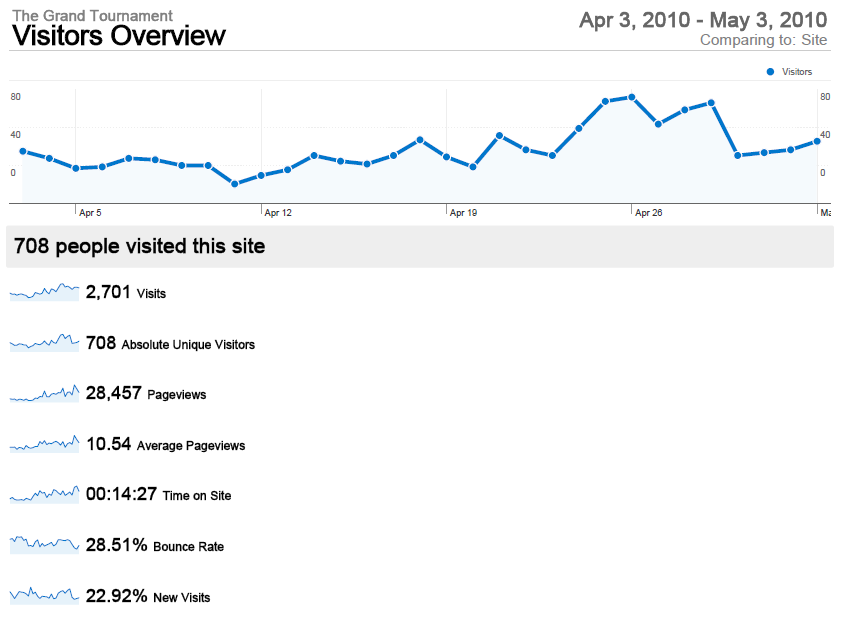 The Grand Tournament
Visitors Overview
Apr 3, 2010 - May 3, 2010
Comparing to: Site
Visitors
80 80
40 40
0 0
Apr 5 Apr 12 Apr 19 Apr 26 Ma
708 people visited this site
2,701 Visits
708 Absolute Unique Visitors
28,457 Pageviews
10.54 Average Pageviews
00:14:27 Time on Site
28.51% Bounce Rate
22.92% New Visits